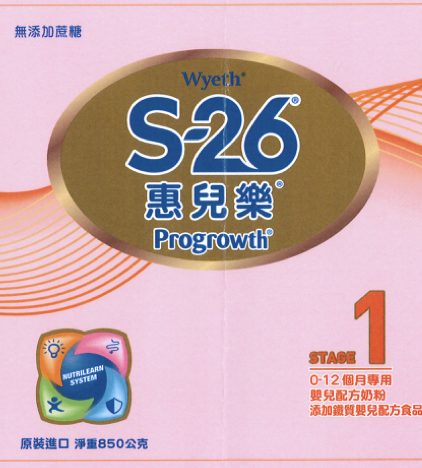 無添加蔗糖
Wyeth®
S-26®
惠兒樂®
Progrowth®
STAGE 1
0-12個月專用
嬰兒配方奶粉
添加鐵質嬰兒配方食品
NUTRILEARN
SYSTEM
原裝進口 淨重850公克